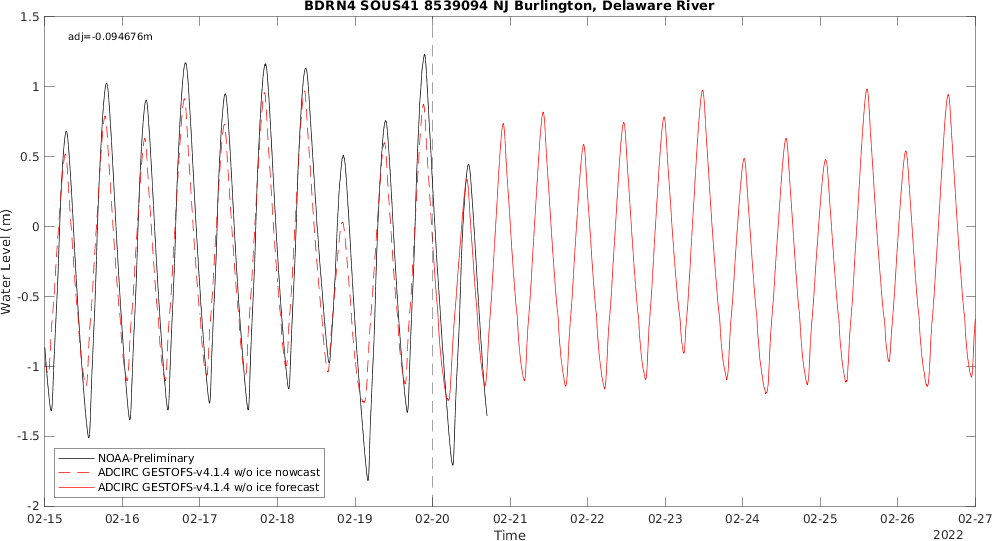 BDRN4 SOUS41 8539094 NJ Burlington, Delaware River
adj=-0.094676m
1.5
1
0.5
0
-0.5
-1
-1.5
-2
Water Level (m)
NOAA-Preliminary
ADCIRC GESTOFS-v4.1.4 w/o ice nowcast
ADCIRC GESTOFS-v4.1.4 w/o ice forecast
02-15 02-16 02-17 02-18 02-19 02-20 02-21 02-22 02-23 02-24 02-25 02-26 02-27
Time
2022